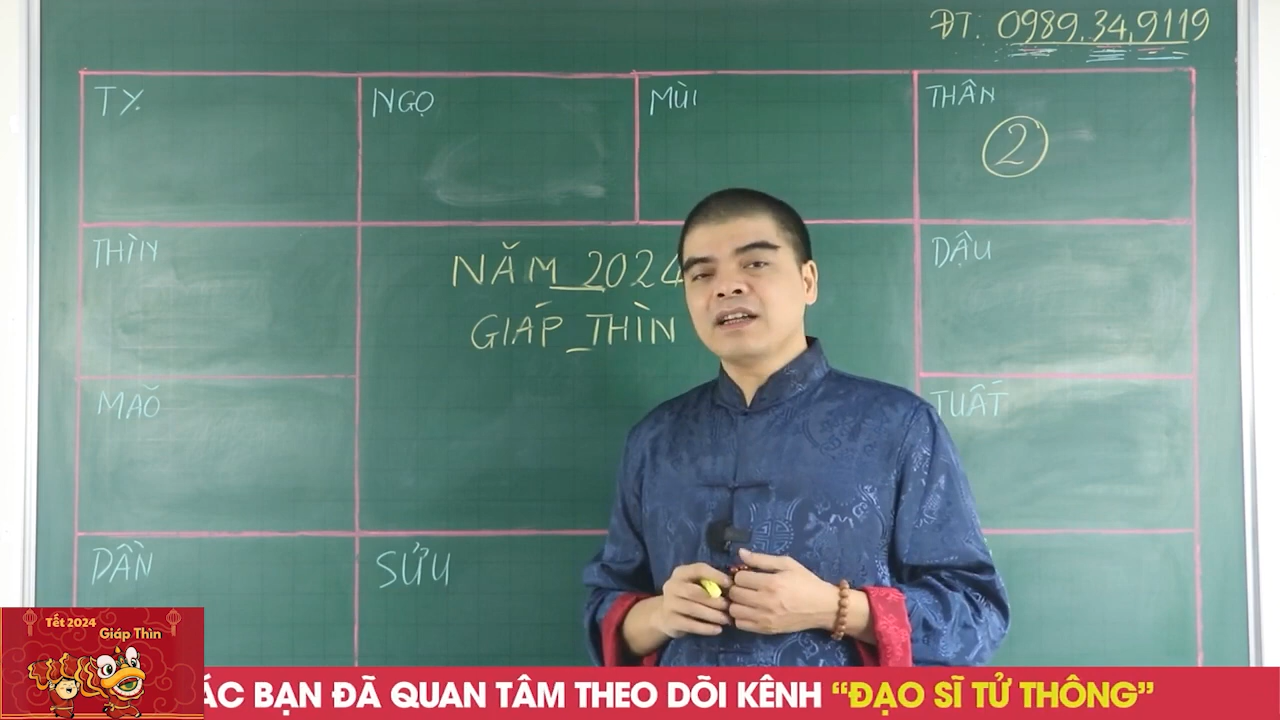 ĐT: 0989.34.9119
TỴ
NGỌ
MÙI
THÂN
2
THÌN
NĂM 2024
DẬU
GIÁP THÌN
MÃO
TUẤT
DẦN
SỬU
Tết 2024
Giáp Thìn
ÁC BẠN ĐÃ QUAN TÂM THEO DÕI KÊNH “ĐẠO SĨ TỬ THÔNG”